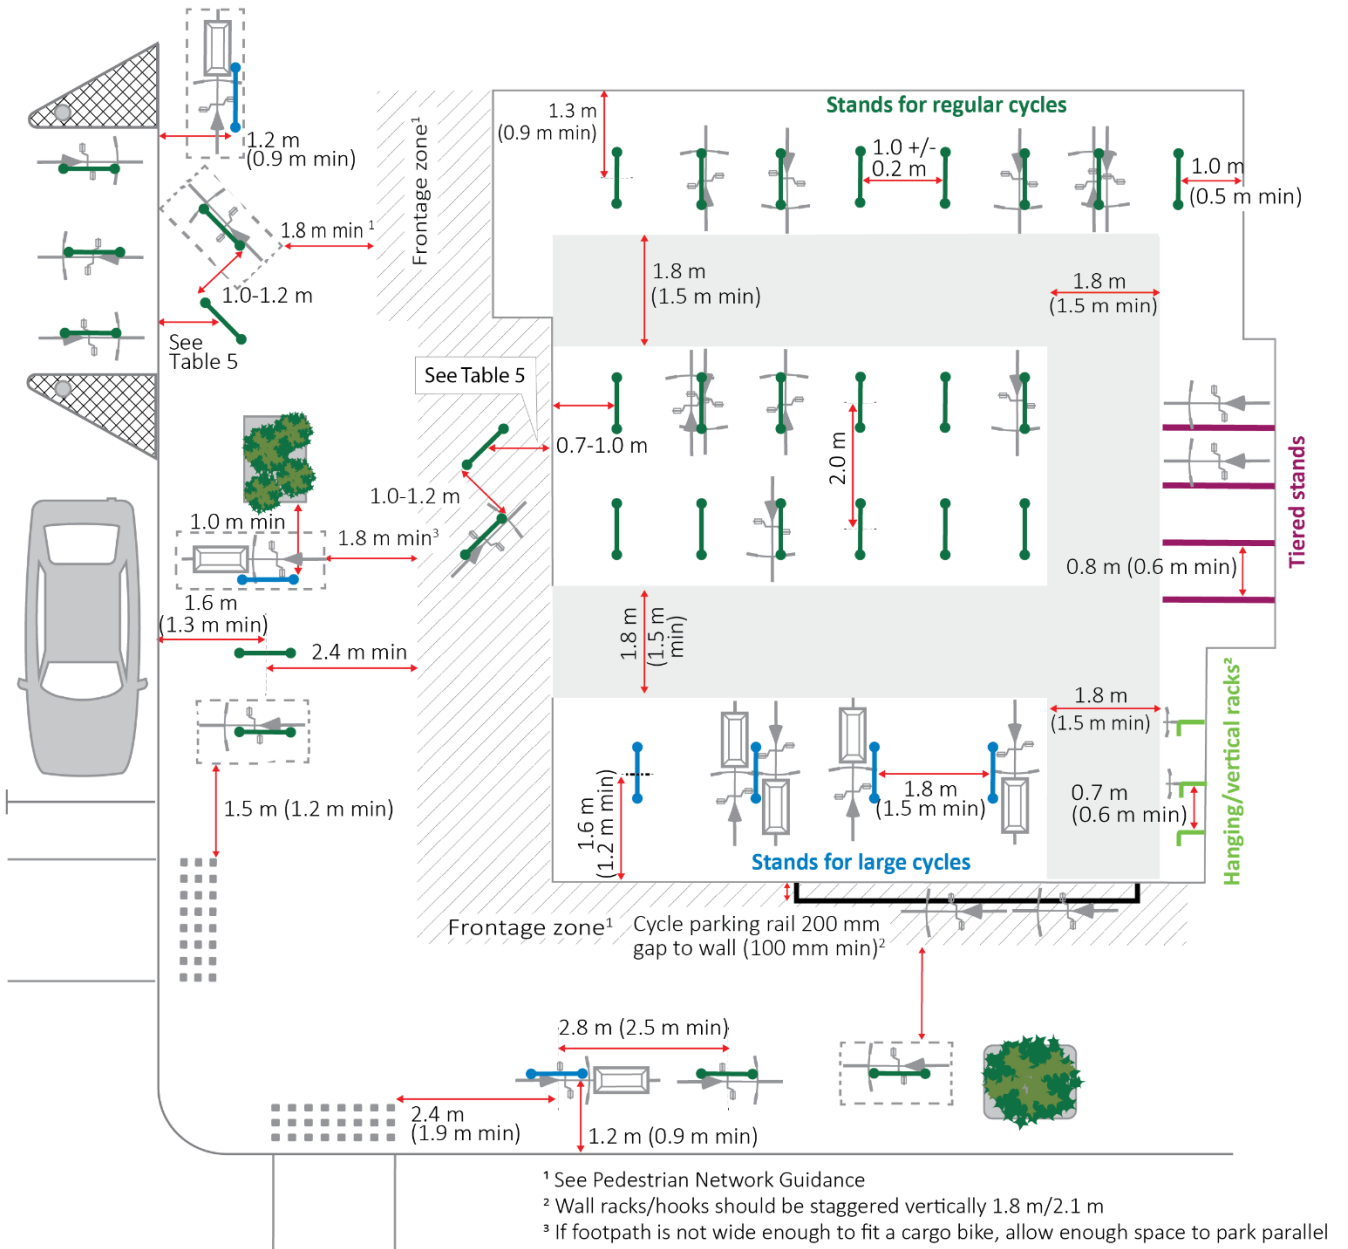 1.3 m
(0.9 m min)
Stands for regular cycles
1.0 +/-
0.2 m
1.0 m
(0.5 m min)
1.2 m
(0.9 m min)
Frontage zone¹
1.8 m min ¹
1.0-1.2 m
See
Table 5
1.8 m
(1.5 m min)
1.8 m
(1.5 m min)
See Table 5
0.7-1.0 m
2.0 m
1.0-1.2 m
1.0 m min
1.8 m min³
Tiered stands
0.8 m (0.6 m min)
1.6 m
(1.3 m min)
2.4 m min
1.8 m
(1.5 m
min)
1.8 m
(1.5 m min)
Hanging/vertical racks²
1.5 m (1.2 m min)
1.6 m
(1.2 m min)
1.8 m
(1.5 m min)
0.7 m
(0.6 m min)
Stands for large cycles
Frontage zone¹
Cycle parking rail 200 mm
gap to wall (100 mm min)²
2.8 m (2.5 m min)
2.4 m
(1.9 m min)
1.2 m (0.9 m min)
¹ See Pedestrian Network Guidance
² Wall racks/hooks should be staggered vertically 1.8 m/2.1 m
³ If footpath is not wide enough to fit a cargo bike, allow enough space to park parallel